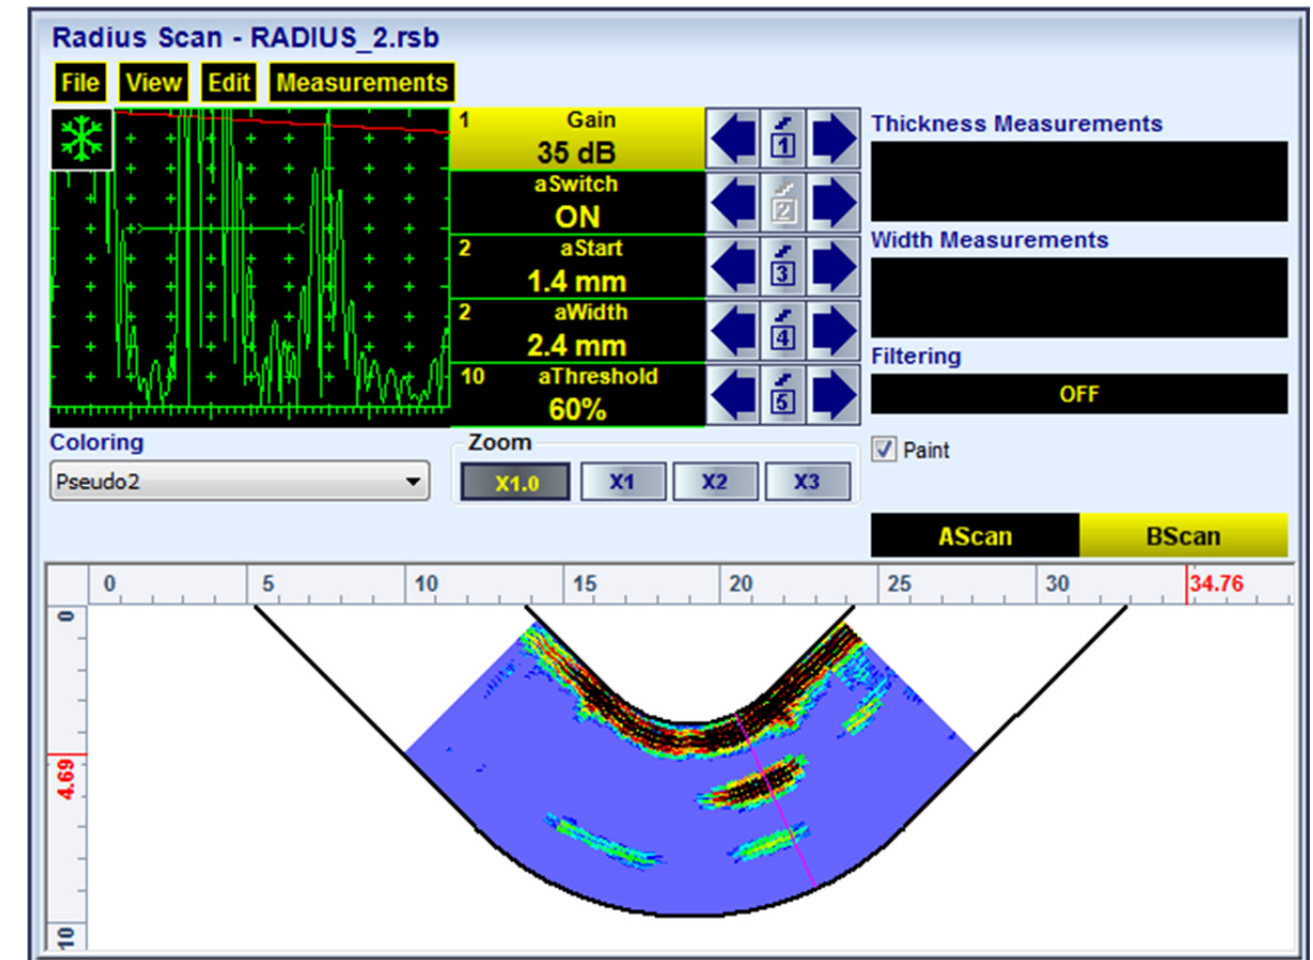 Radius Scan - RADIUS_2.rsb
File View Edit Measurements
1 Gain
35 dB
1
aSwitch
ON
2
2 aStart
1.4 mm
3
2 aWidth
2.4 mm
4
10 aThreshold
60%
5
Thickness Measurements
Width Measurements
Filtering
OFF
Paint
Coloring
Pseudo2
Zoom
X1.0 X1 X2 X3
AScan BScan
0 5 10 15 20 25 30 34.76
0
4.69
10